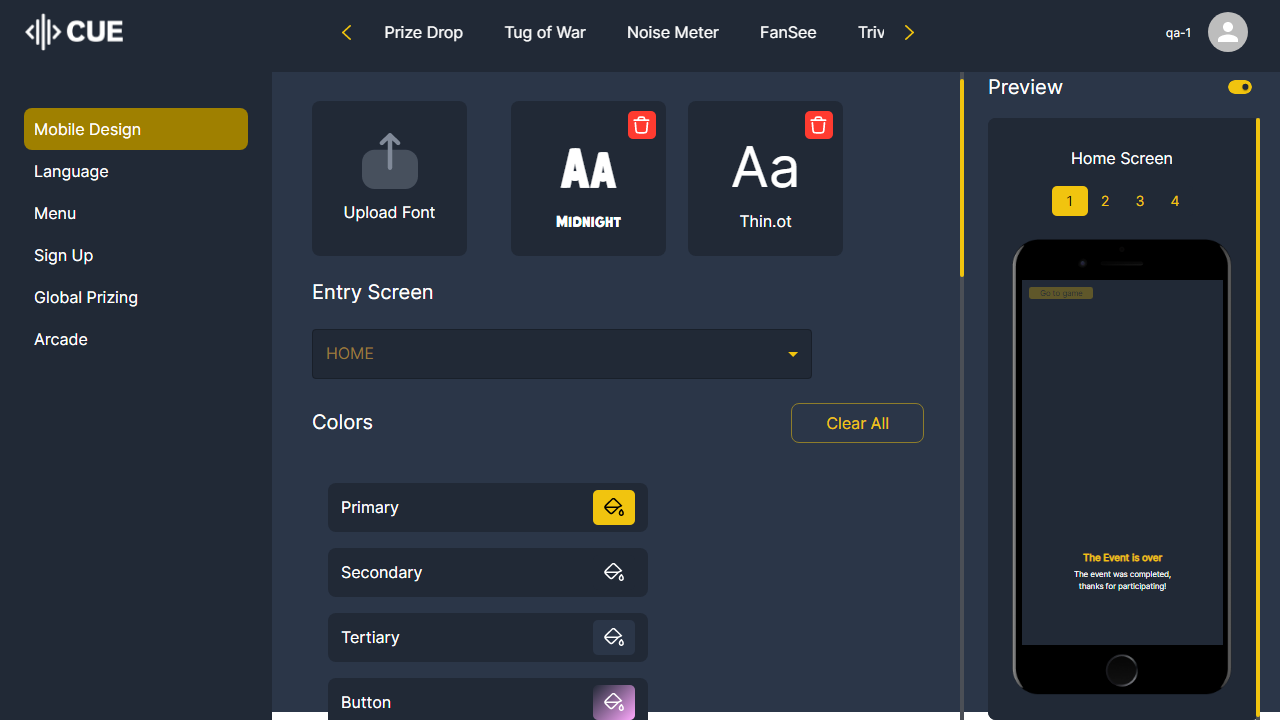 CUE
Prize Drop
Tug of War
Noise Meter
FanSee
Triv
qa-1
Mobile Design
Language
Menu
Sign Up
Global Prizing
Arcade
Upload Font
AA
MIDNIGHT
Aa
Thin.ot
Entry Screen
HOME
Colors
Clear All
Primary
Secondary
Tertiary
Button
Preview
Home Screen
1 2 3 4
Go to game
The Event is over
The event was completed,
thanks for participating!